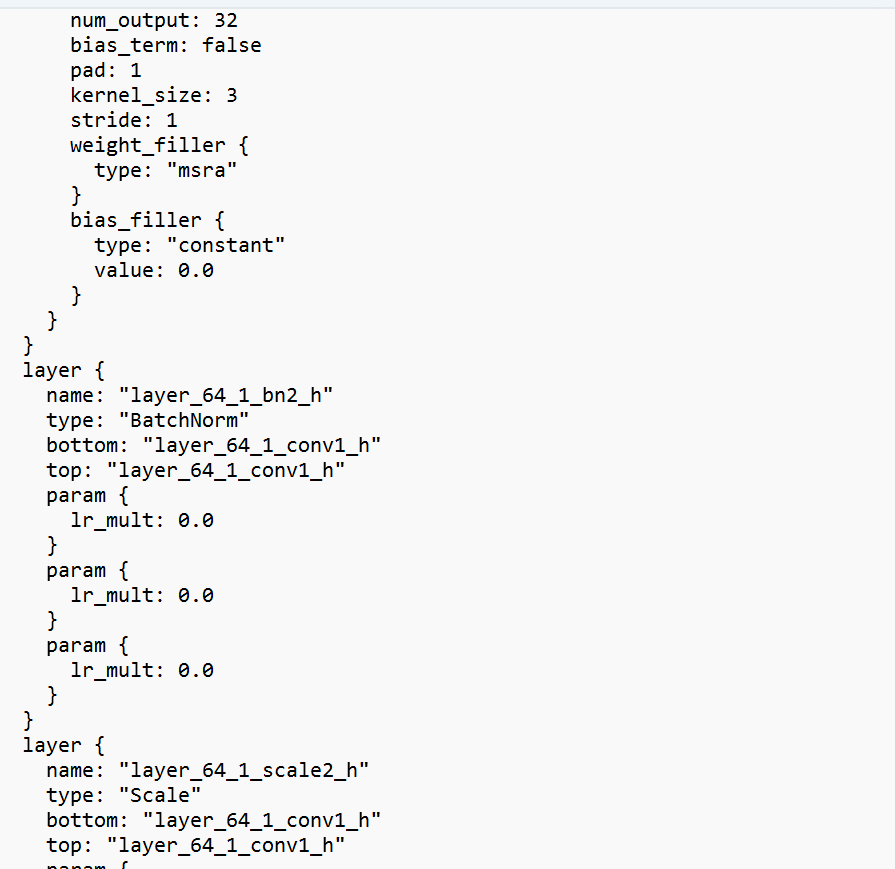 num_output: 32
bias_term: false
pad: 1
kernel_size: 3
stride: 1
weight_filler {
type: "msra"
}
bias_filler {
type: "constant"
value: 0.0
}
}
}
layer {
name: "layer_64_1_bn2_h"
type: "BatchNorm"
bottom: "layer_64_1_conv1_h"
top: "layer_64_1_conv1_h"
param {
lr_mult: 0.0
}
param {
lr_mult: 0.0
}
param {
lr_mult: 0.0
}
}
layer {
name: "layer_64_1_scale2_h"
type: "Scale"
bottom: "layer_64_1_conv1_h"
top: "layer_64_1_conv1_h"
param {